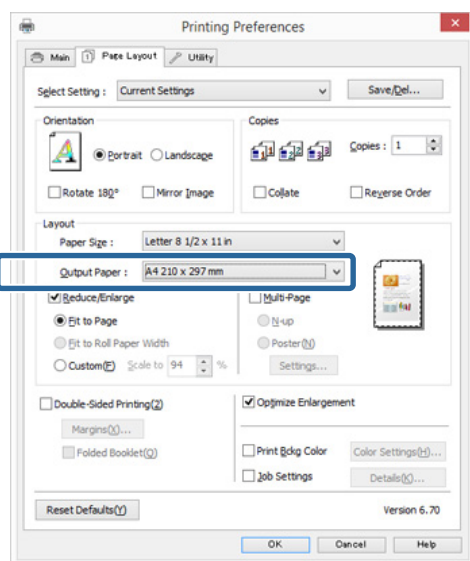 Printing Preferences
Main Page Layout Utility
Select Setting : Current Settings Save/Del...
Orientation Copies
Portrait Landscape Copies : 1
Rotate 180° Mirror Image Collate Reverse Order
Layout
Paper Size : Letter 8 1/2 x 11 in
Output Paper : A4 210 x 297 mm
Reduce/Enlarge Multi-Page
Fit to Page N-up
Fit to Roll Paper Width Poster(N)
Custom(F) Scale to 94 % Settings...
Double-Sided Printing(2) Optimize Enlargement
Margins(X)...
Folded Booklet(Q) Print Bckg Color Color Settings(H)...
Job Settings Details(K)...
Reset Defaults(Y) Version 6.70
OK Cancel Help